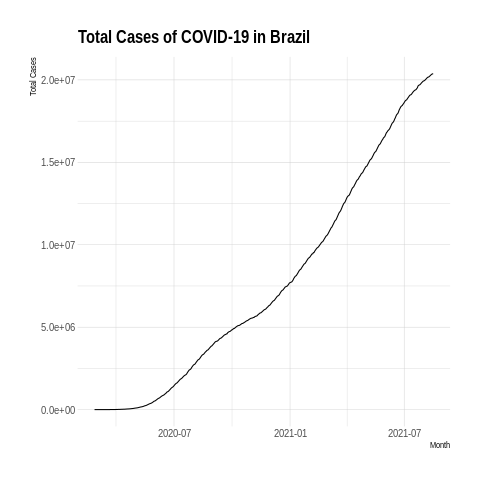 Total Cases of COVID-19 in Brazil
Total Cases
2.0e+07
1.5e+07
1.0e+07
5.0e+06
0.0e+00
2020-07 2021-01 2021-07
Month